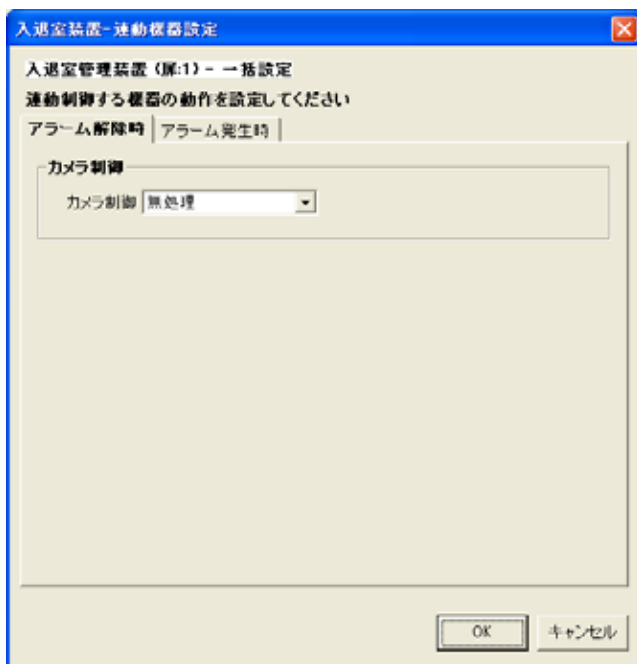 入退室装置-連動機器設定
入退室管理装置 (扉:1) - 一括設定
連動制御する機器の動作を設定してください
アラーム解除時 アラーム発生時
カメラ制御
カメラ制御 無処理
OK キャンセル